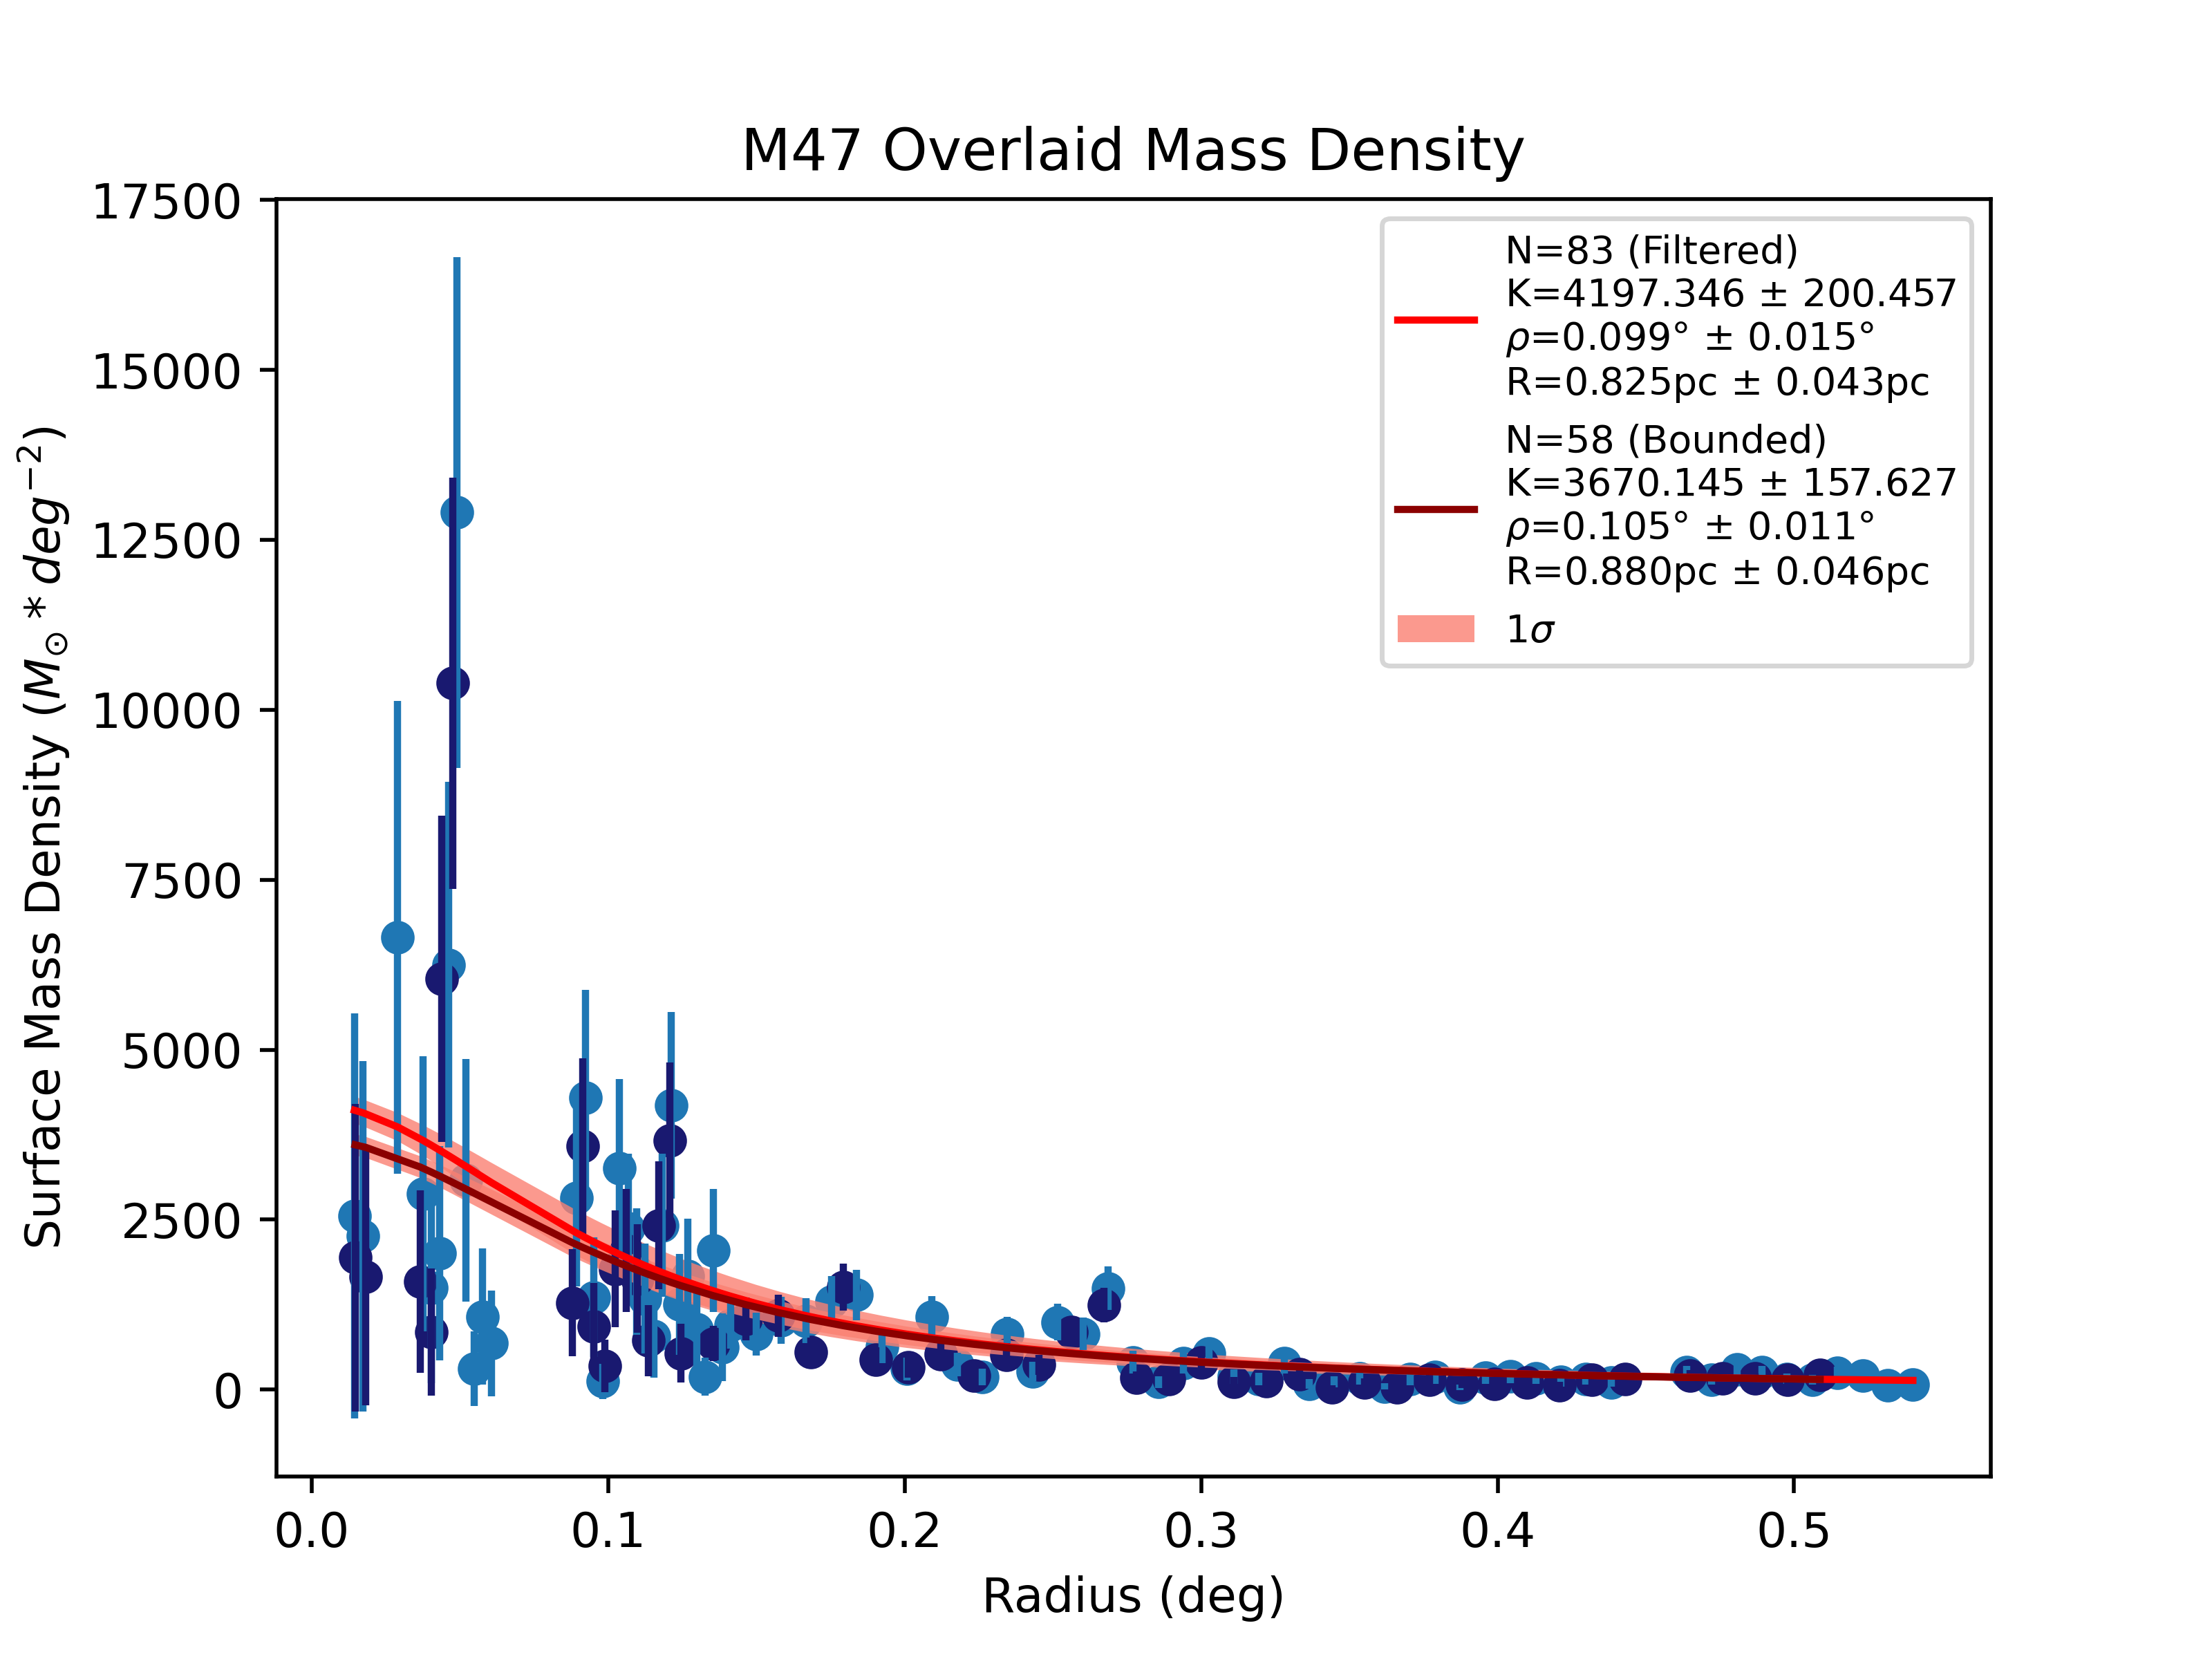 M47 Overlaid Mass Density
17500
15000
12500
10000
7500
5000
2500
0
Surface Mass Density (M⊙ * deg⁻²)
N=83 (Filtered)
K=4197.346 ± 200.457
ρ=0.099° ± 0.015°
R=0.825pc ± 0.043pc
N=58 (Bounded)
K=3670.145 ± 157.627
ρ=0.105° ± 0.011°
R=0.880pc ± 0.046pc
1σ
0.0 0.1 0.2 0.3 0.4 0.5
Radius (deg)